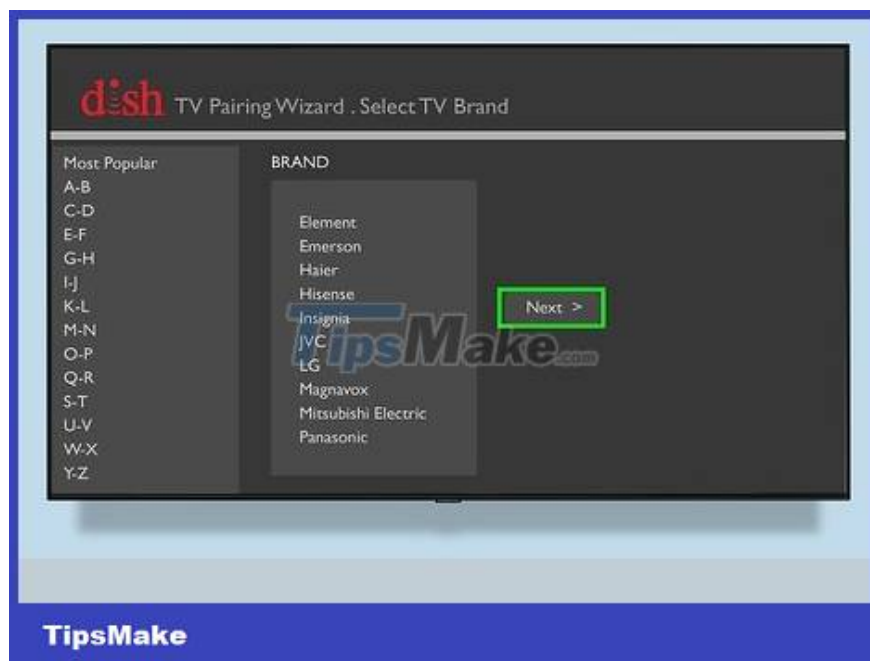 dish TV Pairing Wizard . Select TV Brand
Most Popular
A-B
C-D
E-F
G-H
I-J
K-L
M-N
O-P
Q-R
S-T
U-V
W-X
Y-Z
BRAND
Element
Emerson
Haier
Hisense
Insignia
JVC
LG
Magnavox
Mitsubishi Electric
Panasonic
Next >
TipsMake.com
TipsMake